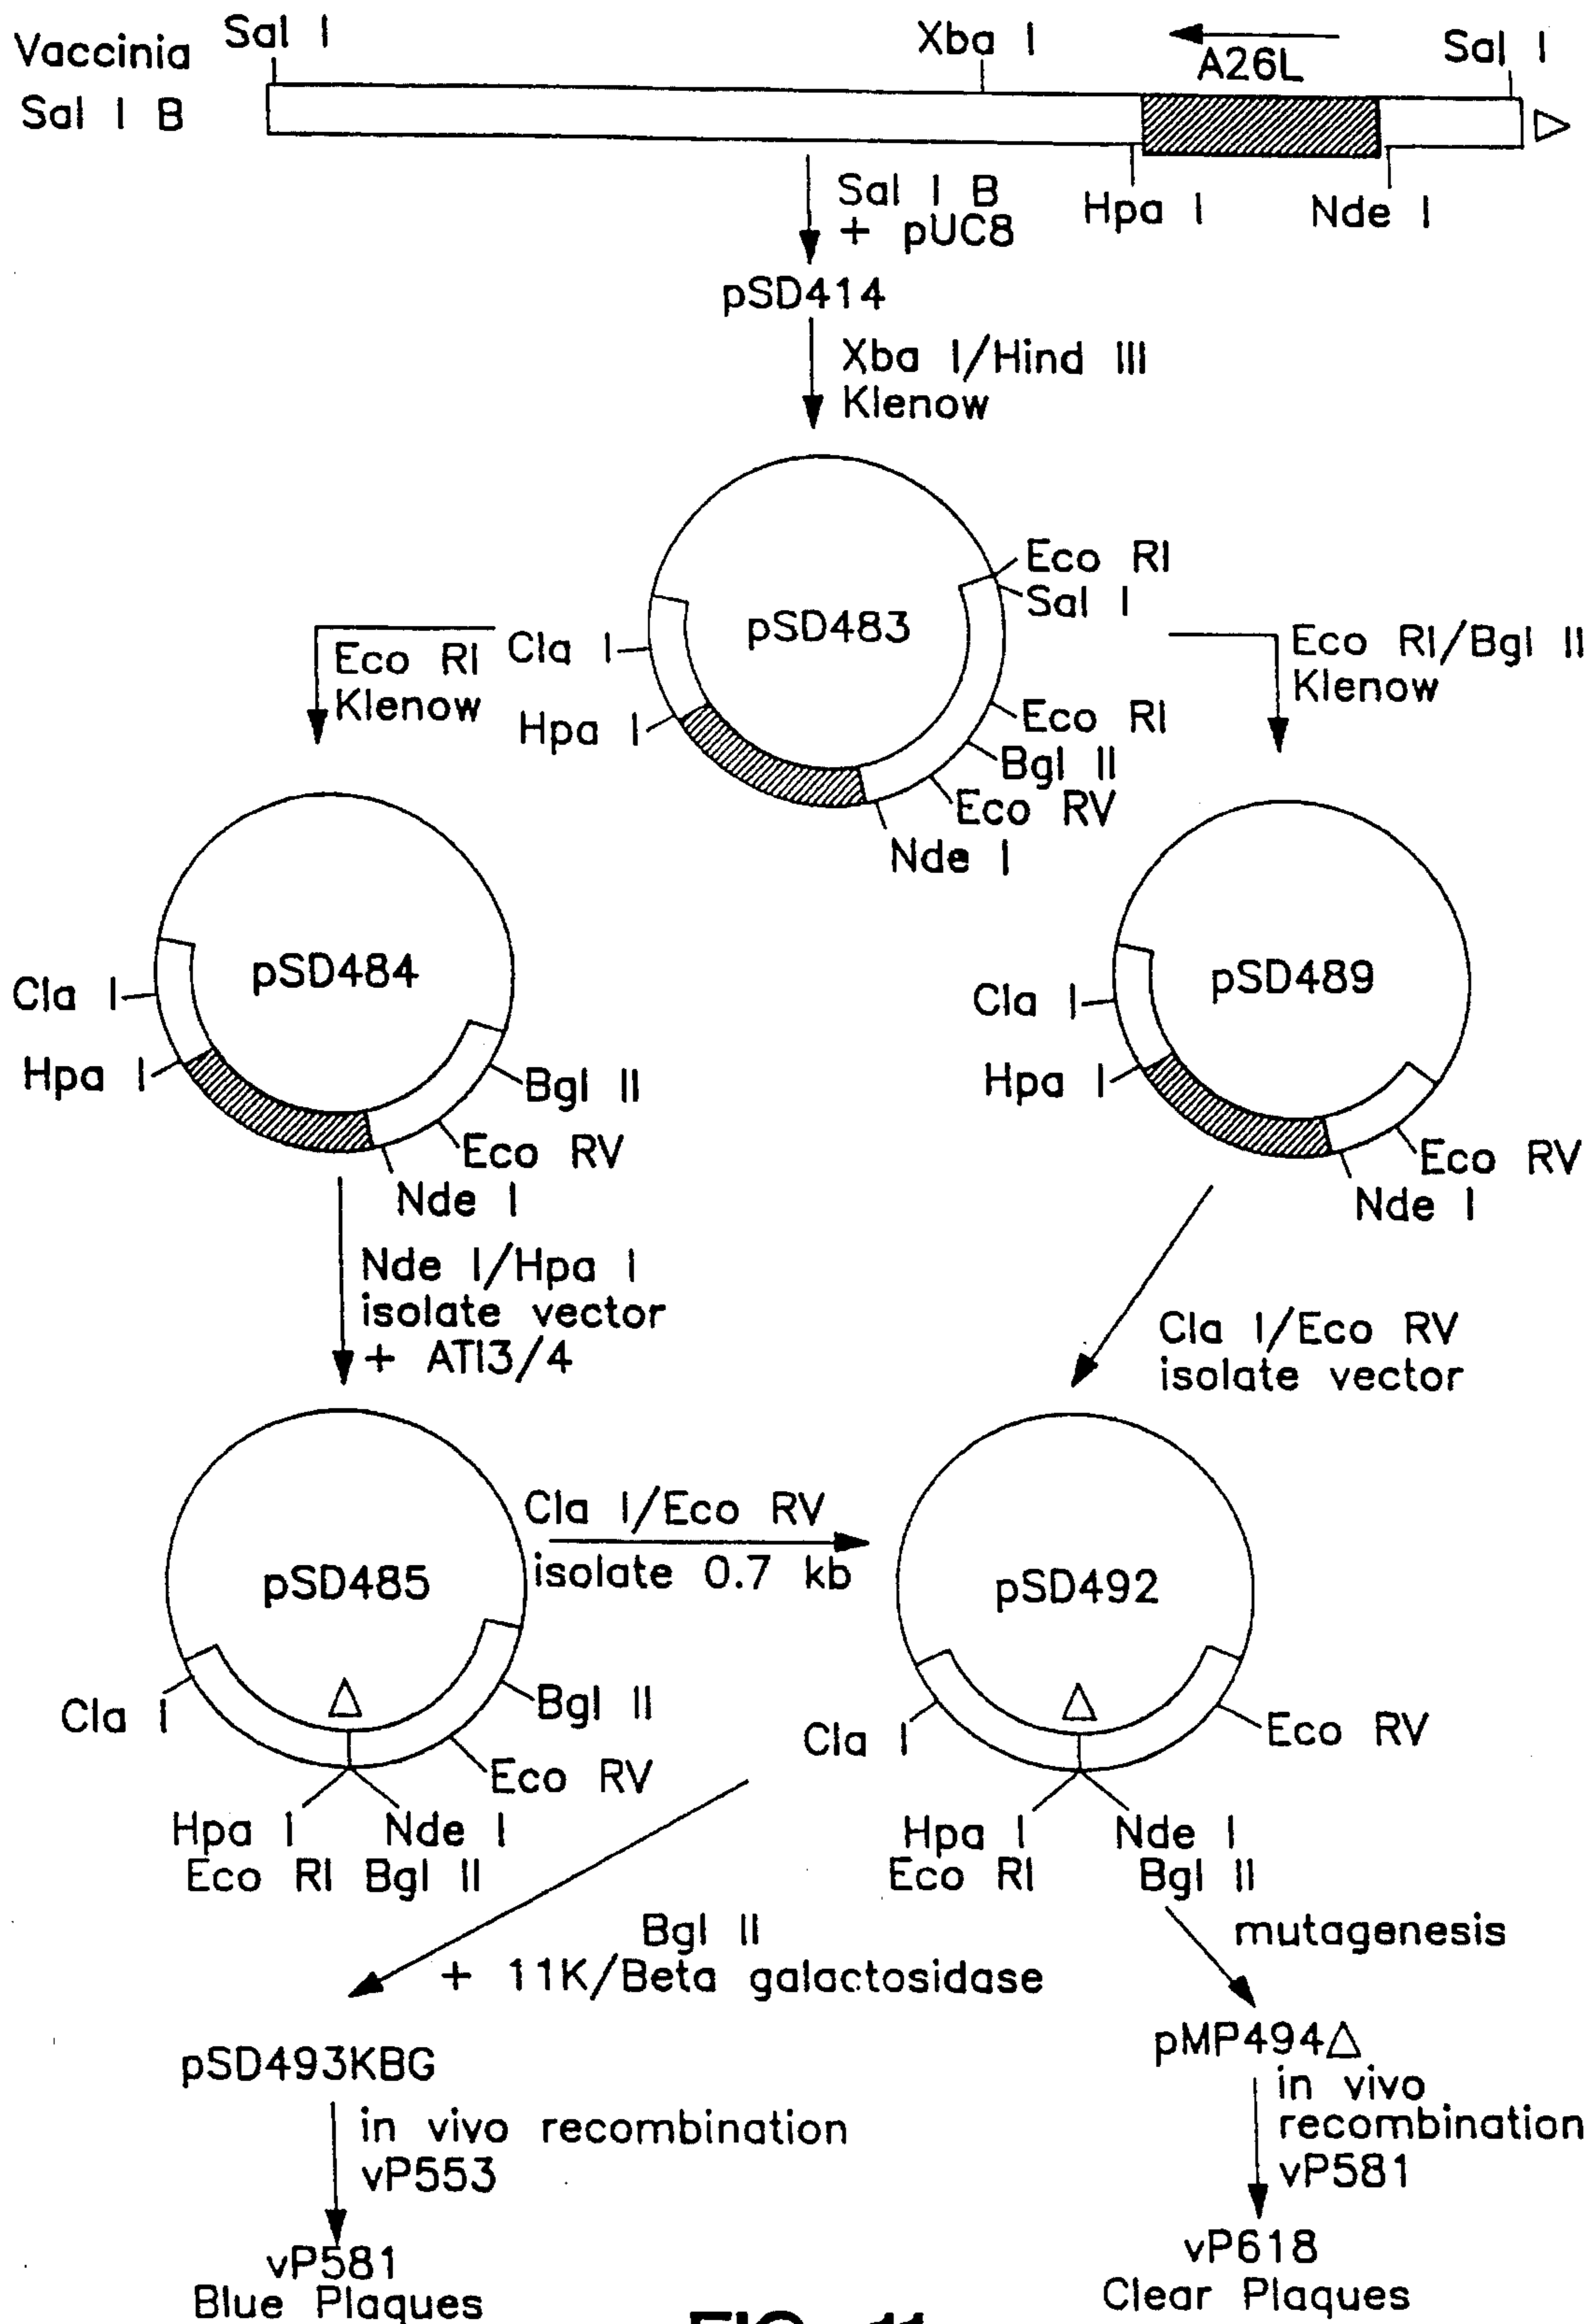 Vaccinia
Sal I B
Sal I
Xba I
A26L
Sal I
Hpa I
Nde I
Sal I B
+ pUC8
pSD414
Xba I/Hind III
Klenow
pSD483
Eco RI
Sal I
Eco RI
Bgl II
Eco RV
Nde I
Cla I
Hpa I
Eco RI
Klenow
Eco RI/Bgl II
Klenow
pSD484
Cla I
Hpa I
Bgl II
Eco RV
Nde I
pSD489
Cla I
Hpa I
Eco RV
Nde I
Nde I/Hpa I
isolate vector
+ ATI3/4
Cla I/Eco RV
isolate vector
pSD485
Cla I
△
Bgl II
Eco RV
Hpa I Nde I
Eco RI Bgl II
Cla I/Eco RV
isolate 0.7 kb
pSD492
Cla I
△
Eco RV
Hpa I Nde I
Eco RI Bgl II
Bgl II
+ 11K/Beta galactosidase
mutagenesis
pSD493KBG
in vivo recombination
vP553
vP581
Blue Plaques
pMP494△
in vivo
recombination
vP581
vP618
Clear Plaques
FIG. 11